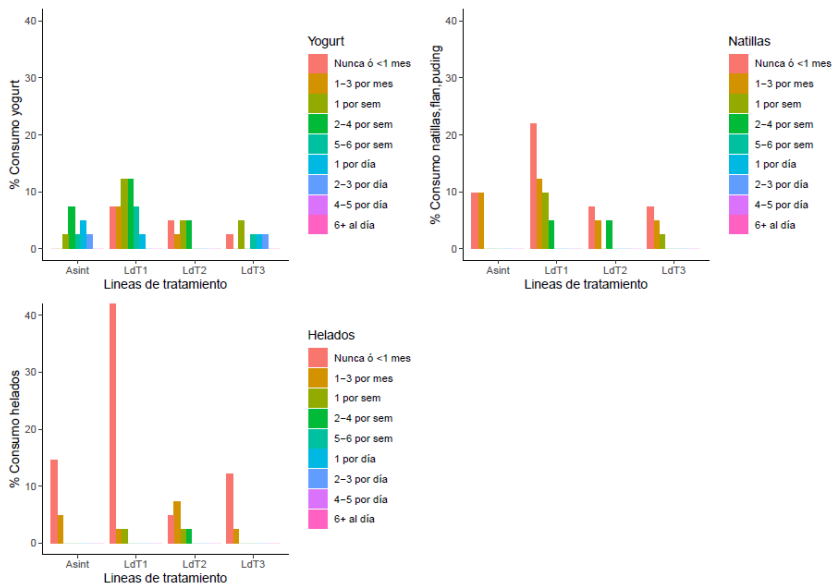 % Consumo yogurt
40
30
20
10
0
Asint LdT1 LdT2 LdT3
Lineas de tratamiento
Yogurt
Nunca ó <1 mes
1−3 por mes
1 por sem
2−4 por sem
5−6 por sem
1 por día
2−3 por día
4−5 por día
6+ al día
% Consumo natillas,flan,puding
40
30
20
10
0
Asint LdT1 LdT2 LdT3
Lineas de tratamiento
Natillas
Nunca ó <1 mes
1−3 por mes
1 por sem
2−4 por sem
5−6 por sem
1 por día
2−3 por día
4−5 por día
6+ al día
% Consumo helados
40
30
20
10
0
Asint LdT1 LdT2 LdT3
Lineas de tratamiento
Helados
Nunca ó <1 mes
1−3 por mes
1 por sem
2−4 por sem
5−6 por sem
1 por día
2−3 por día
4−5 por día
6+ al día